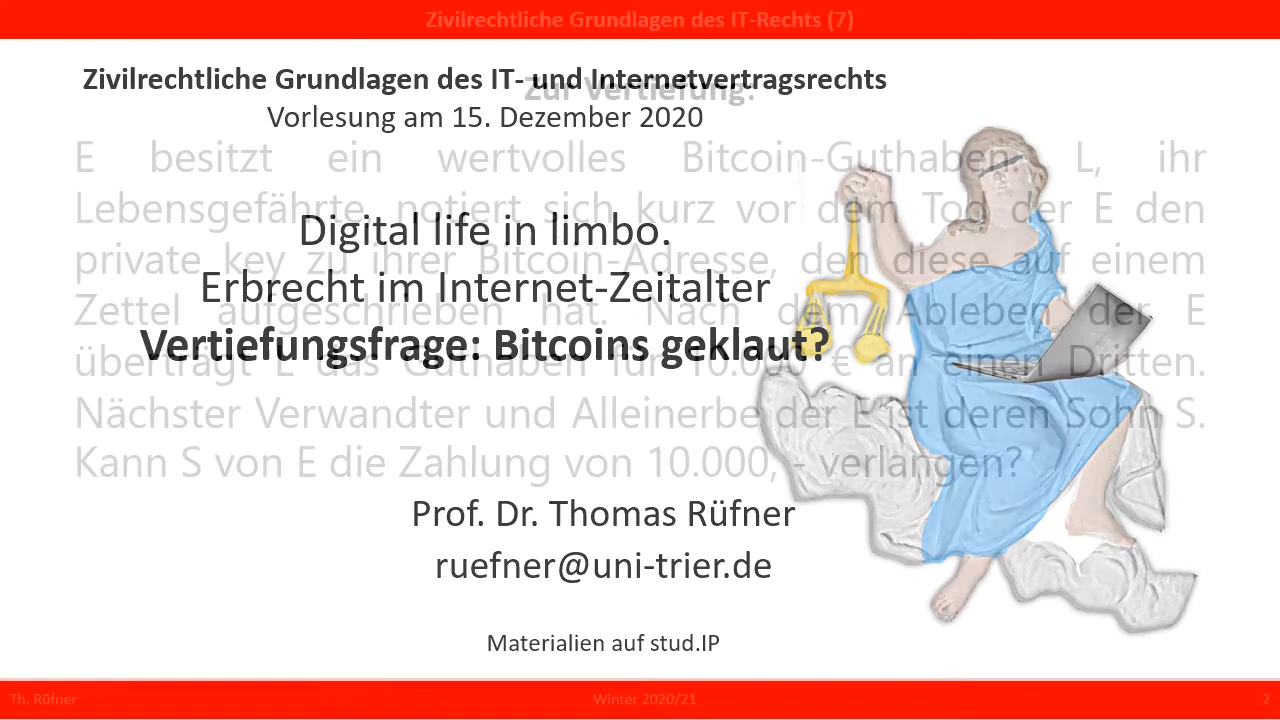 Zivilrechtliche Grundlagen des IT-Rechts (7)
Zivilrechtliche Grundlagen des IT- und Internetvertragsrechts
Zur Vertiefung:
Vorlesung am 15. Dezember 2020
E besitzt ein wertvolles Bitcoin-Guthaben. L, ihr
Lebensgefährte, notiert sich kurz vor dem Tod der E den
Digital life in limbo.
private key zu ihrer Bitcoin-Adresse, den diese auf einem
Erbrecht im Internet-Zeitalter
Zettel aufgeschrieben hat. Nach dem Ableben der E
Vertiefungsfrage: Bitcoins geklaut?
überträgt L das Guthaben für 10.000 € an einen Dritten.
Nächster Verwandter und Alleinerbe der E ist deren Sohn S.
Kann S von E die Zahlung von 10.000, - verlangen?
Prof. Dr. Thomas Rüfner
ruefner@uni-trier.de
Materialien auf stud.IP
Th. Rüfner
Winter 2020/21
2